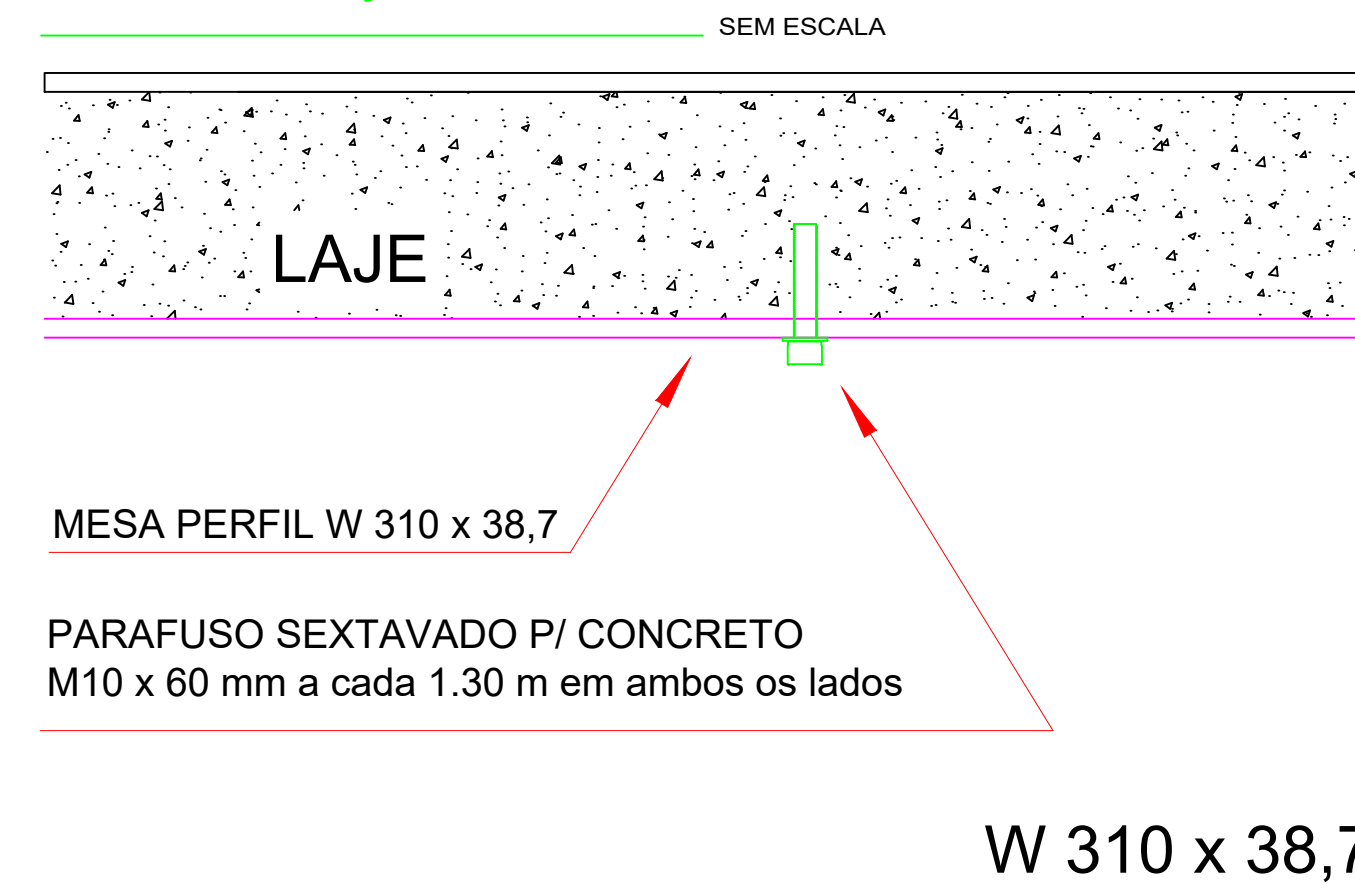 SEM ESCALA
LAJE
MESA PERFIL W 310 x 38,7
PARAFUSO SEXTAVADO P/ CONCRETO
M10 x 60 mm a cada 1.30 m em ambos os lados
W 310 x 38,7